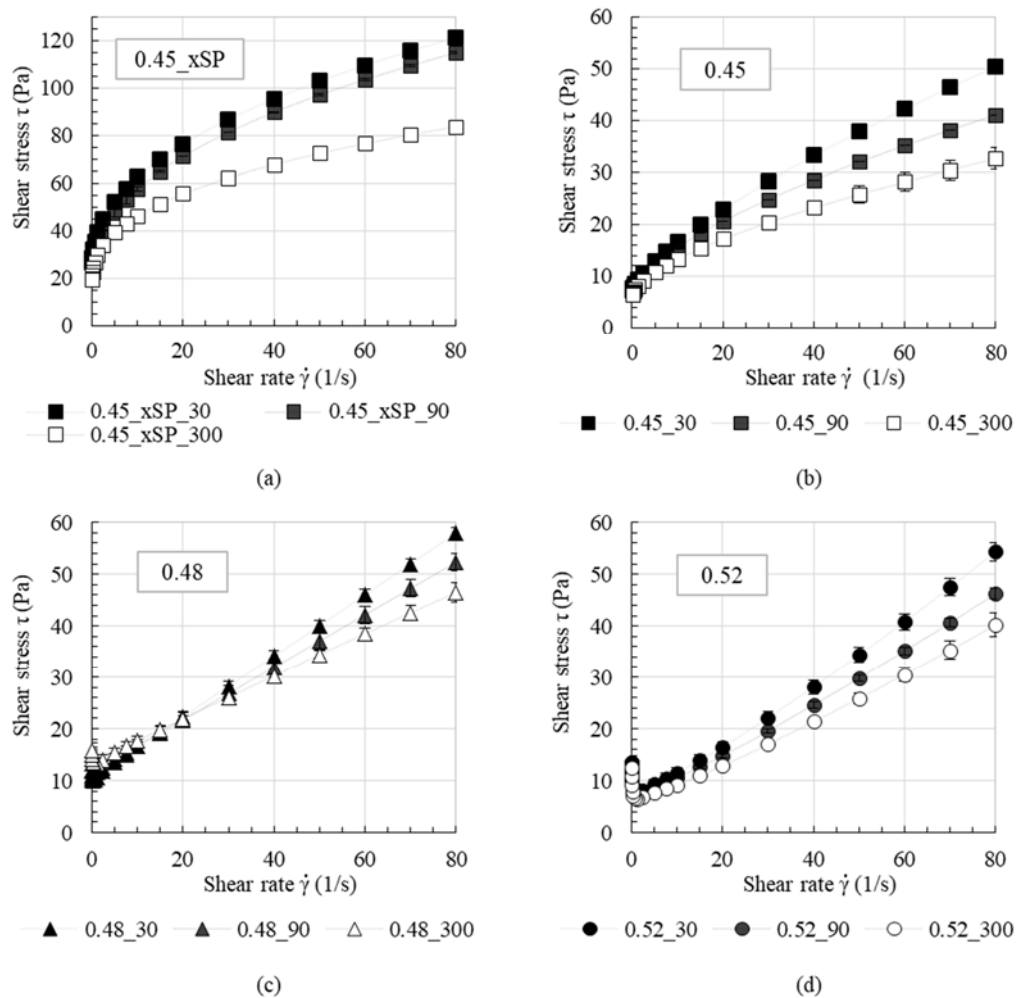 0.45_xSP
Shear stress τ (Pa)
120
100
80
60
40
20
0
0 20 40 60 80
Shear rate γ̇ (1/s)
0.45_xSP_30 0.45_xSP_90
0.45_xSP_300
(a)
0.45
Shear stress τ (Pa)
60
50
40
30
20
10
0
0 20 40 60 80
Shear rate γ̇ (1/s)
0.45_30 0.45_90 0.45_300
(b)
0.48
Shear stress τ (Pa)
60
50
40
30
20
10
0
0 20 40 60 80
Shear rate γ̇ (1/s)
0.48_30 0.48_90 0.48_300
(c)
0.52
Shear stress τ (Pa)
60
50
40
30
20
10
0
0 20 40 60 80
Shear rate γ̇ (1/s)
0.52_30 0.52_90 0.52_300
(d)